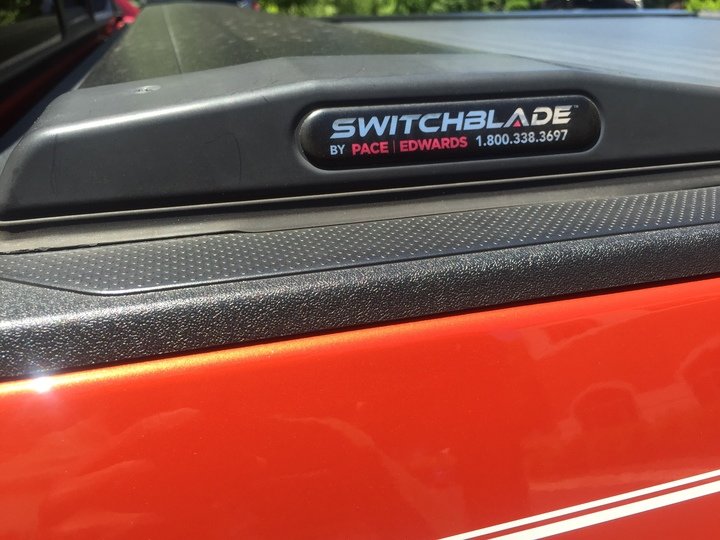 SWITCHBLADE™
BY PACE | EDWARDS 1.800.338.3697